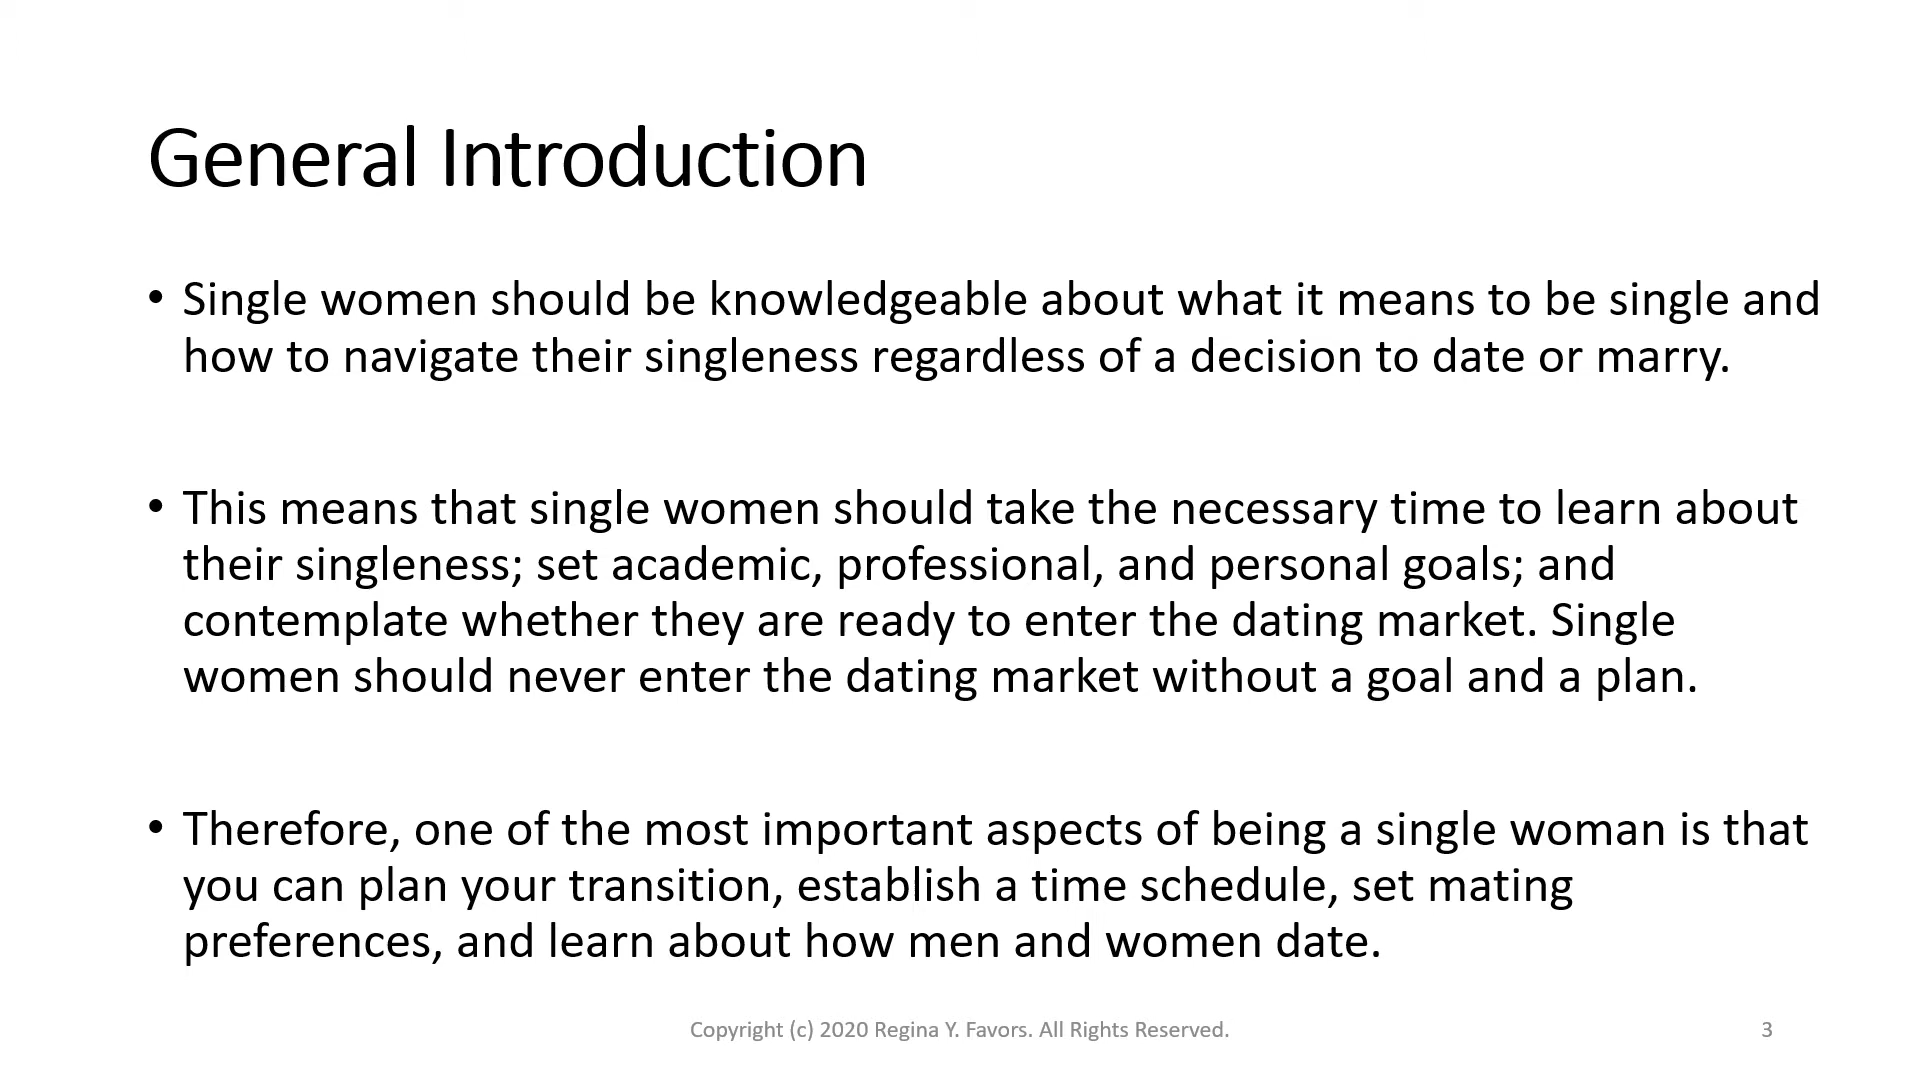 General Introduction
• Single women should be knowledgeable about what it means to be single and
how to navigate their singleness regardless of a decision to date or marry.
• This means that single women should take the necessary time to learn about
their singleness; set academic, professional, and personal goals; and
contemplate whether they are ready to enter the dating market. Single
women should never enter the dating market without a goal and a plan.
• Therefore, one of the most important aspects of being a single woman is that
you can plan your transition, establish a time schedule, set mating
preferences, and learn about how men and women date.
Copyright (c) 2020 Regina Y. Favors. All Rights Reserved.
3